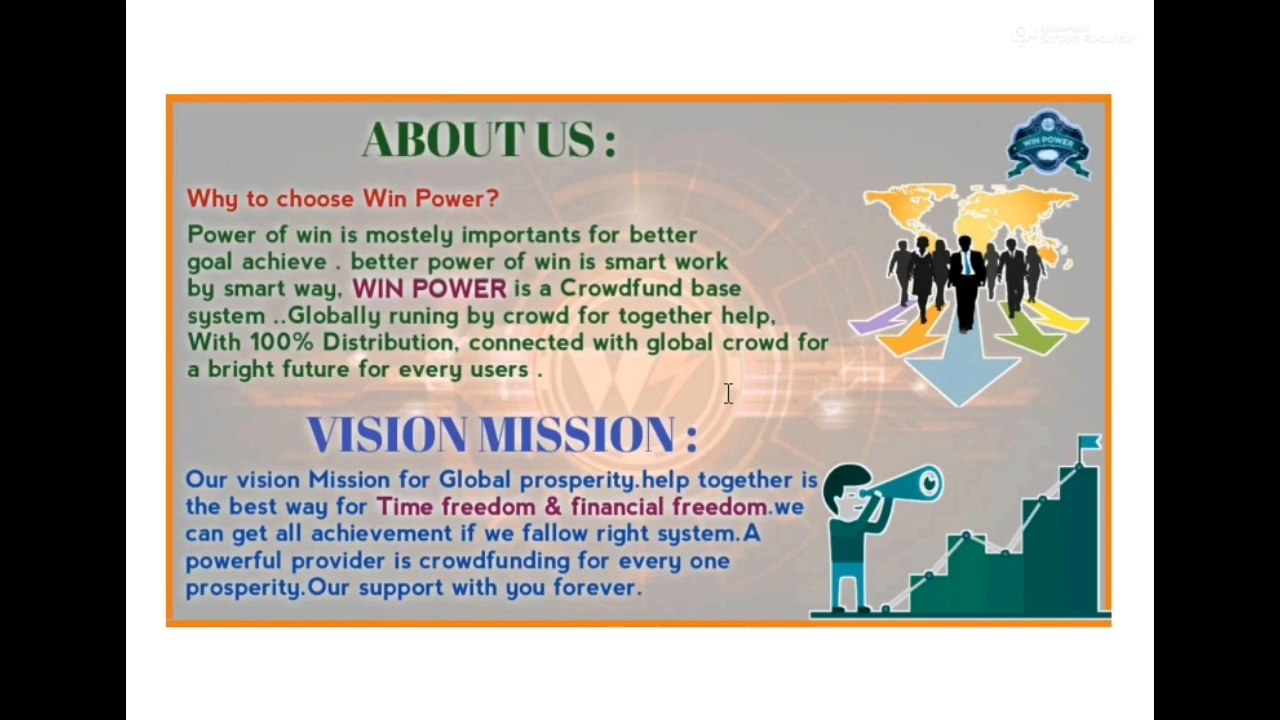 Screen Recorder
ABOUT US :
WIN POWER
Why to choose Win Power?
Power of win is mostely importants for better
goal achieve . better power of win is smart work
by smart way, WIN POWER is a Crowdfund base
system ..Globally runing by crowd for together help,
With 100% Distribution, connected with global crowd for
a bright future for every users .
VISION MISSION :
Our vision Mission for Global prosperity.help together is
the best way for Time freedom & financial freedom.we
can get all achievement if we fallow right system.A
powerful provider is crowdfunding for every one
prosperity.Our support with you forever.